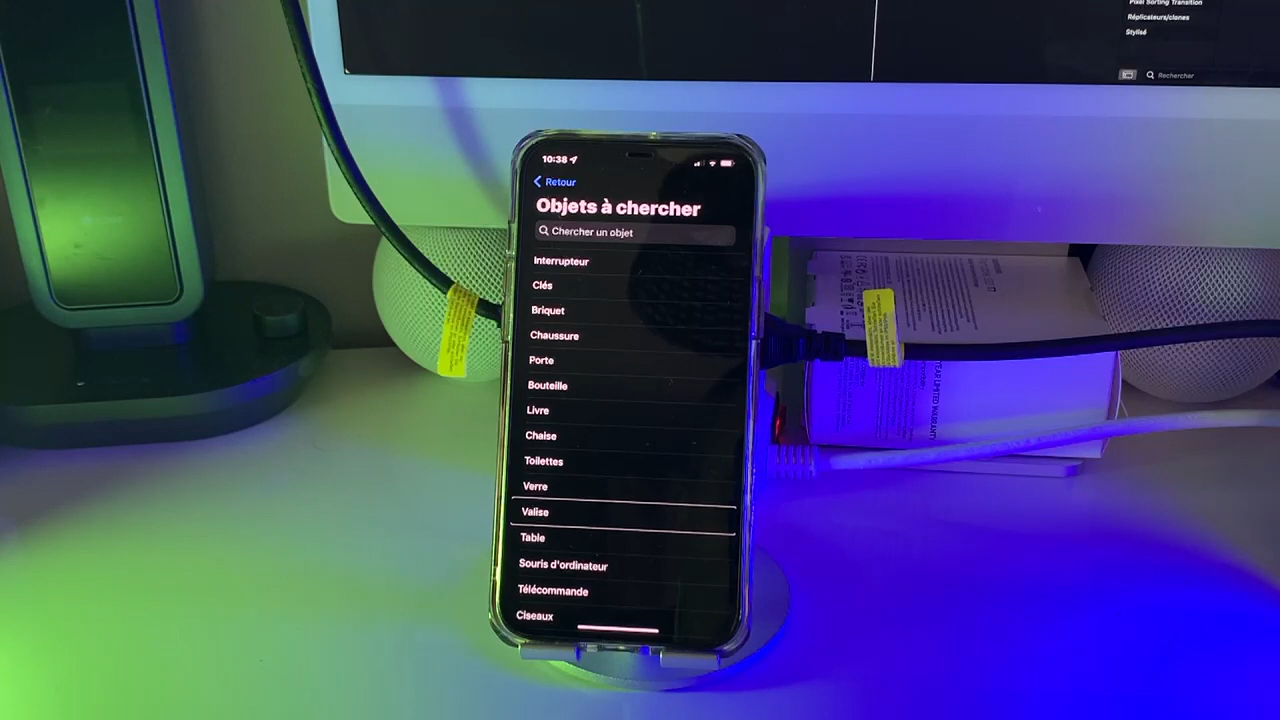 Pixel Sorting Transition
Réplicateurs/clones
Stylisé
Rechercher
10:38
Retour
Objets à chercher
Chercher un objet
Interrupteur
Clés
Briquet
Chaussure
Porte
Bouteille
Livre
Chaise
Toilettes
Verre
Valise
Table
Souris d'ordinateur
Télécommande
Ciseaux